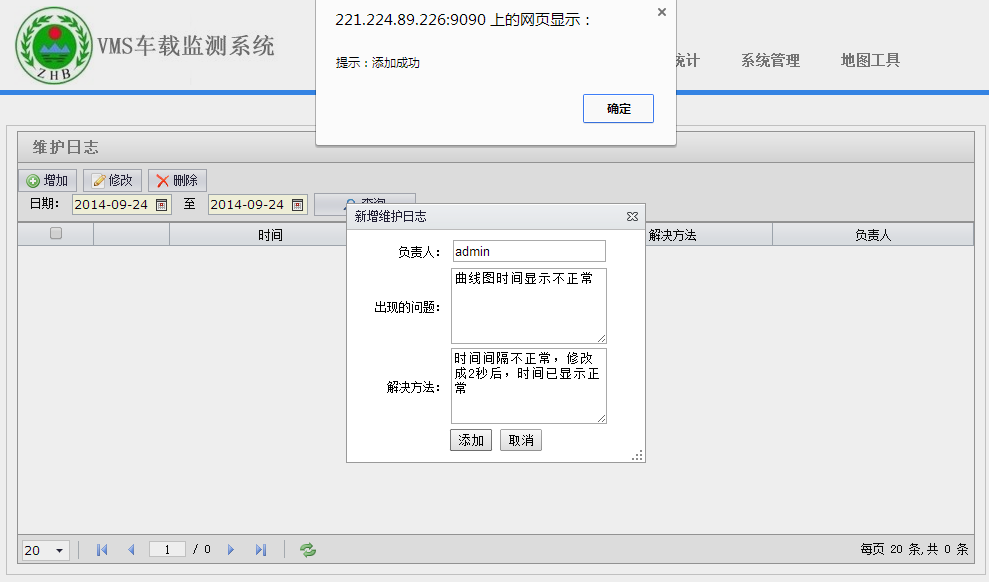 221.224.89.226:9090 上的网页显示：
提示：添加成功
确定
ZHB
VMS车载监测系统
统计 系统管理 地图工具
维护日志
增加 修改 删除
日期： 2014-09-24 至 2014-09-24 查询
时间 解决方法 负责人
新增维护日志
负责人： admin
出现的问题： 曲线图时间显示不正常
解决方法： 时间间隔不正常，修改
成2秒后，时间已显示正
常
添加 取消
20 1 / 0 每页 20 条,共 0 条